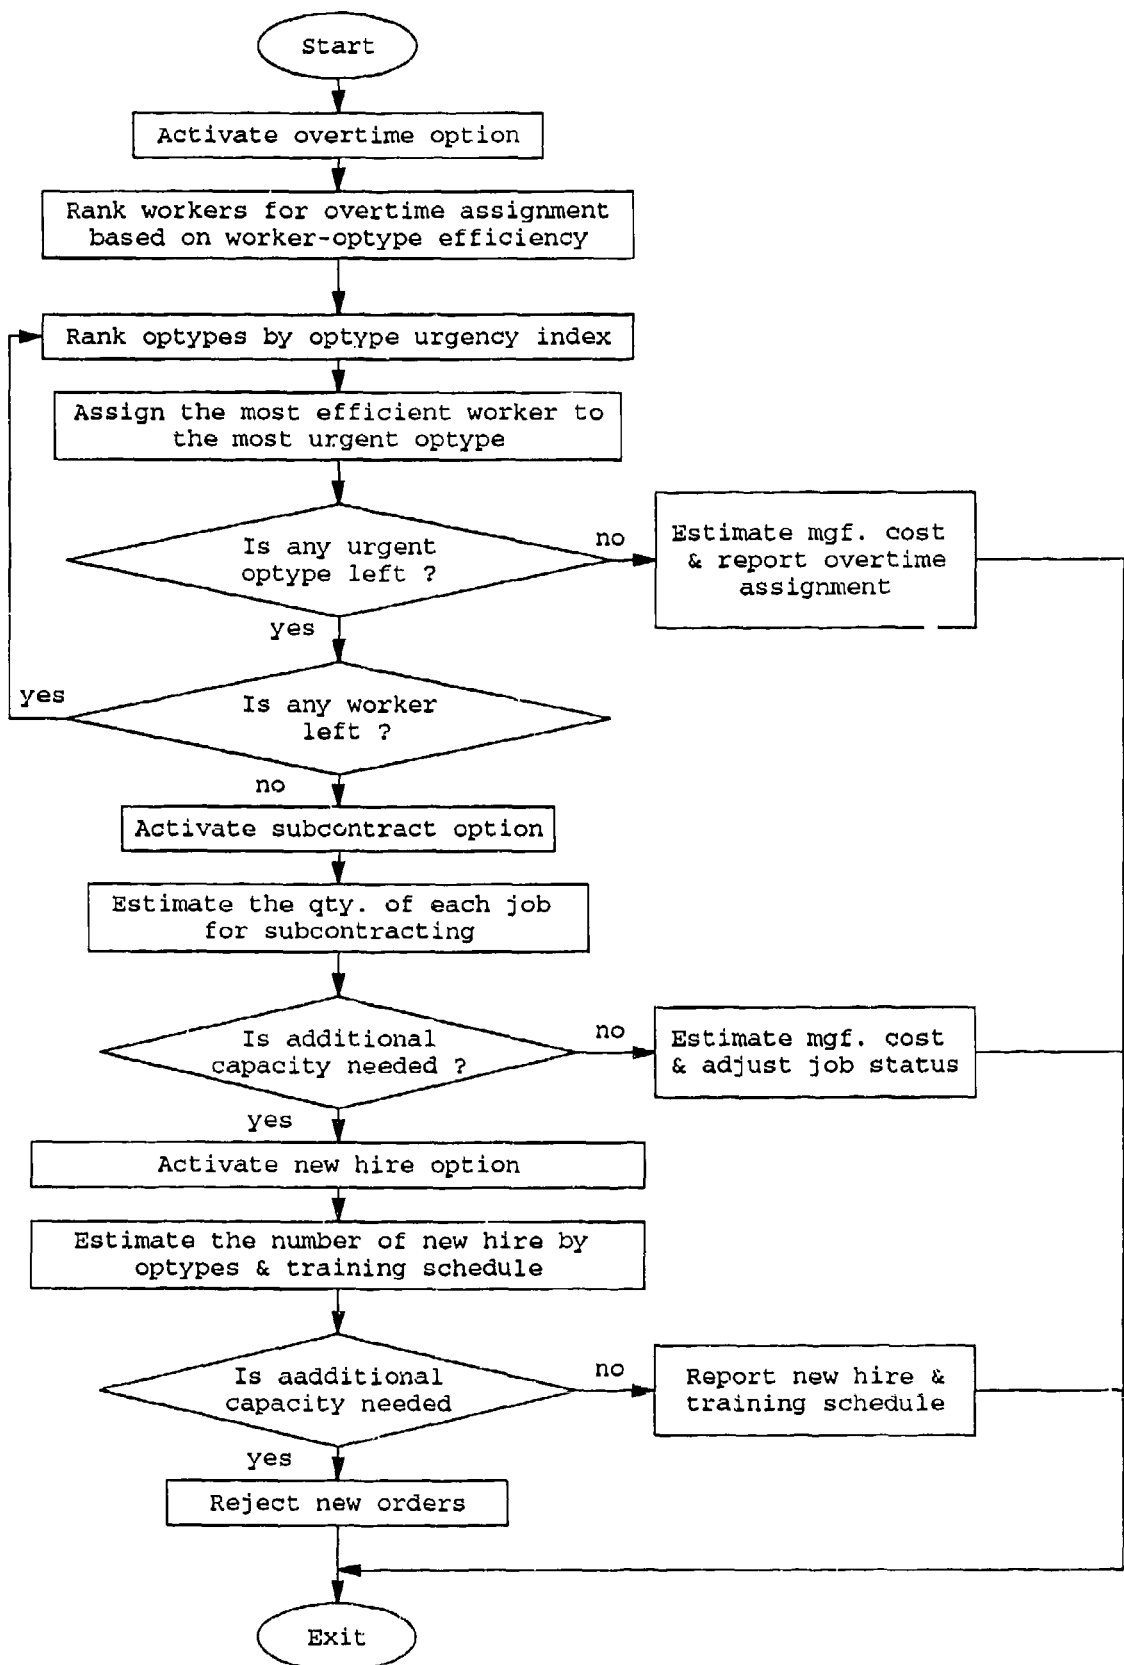 Start
Activate overtime option
Rank workers for overtime assignment
based on worker-optype efficiency
Rank optypes by optype urgency index
Assign the most efficient worker to
the most urgent optype
Is any urgent
optype left ?
no
Estimate mgf. cost
& report overtime
assignment
yes
yes
Is any worker
left ?
no
Activate subcontract option
Estimate the qty. of each job
for subcontracting
Is additional
capacity needed ?
no
Estimate mgf. cost
& adjust job status
yes
Activate new hire option
Estimate the number of new hire by
optypes & training schedule
Is aadditional
capacity needed
no
Report new hire &
training schedule
yes
Reject new orders
Exit